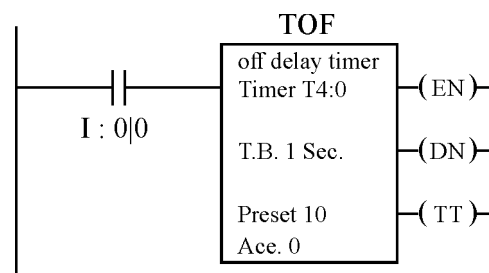 TOF
off delay timer
Timer T4:0
(EN)
I : 0|0
T.B. 1 Sec.
(DN)
Preset 10
(TT)
Ace. 0